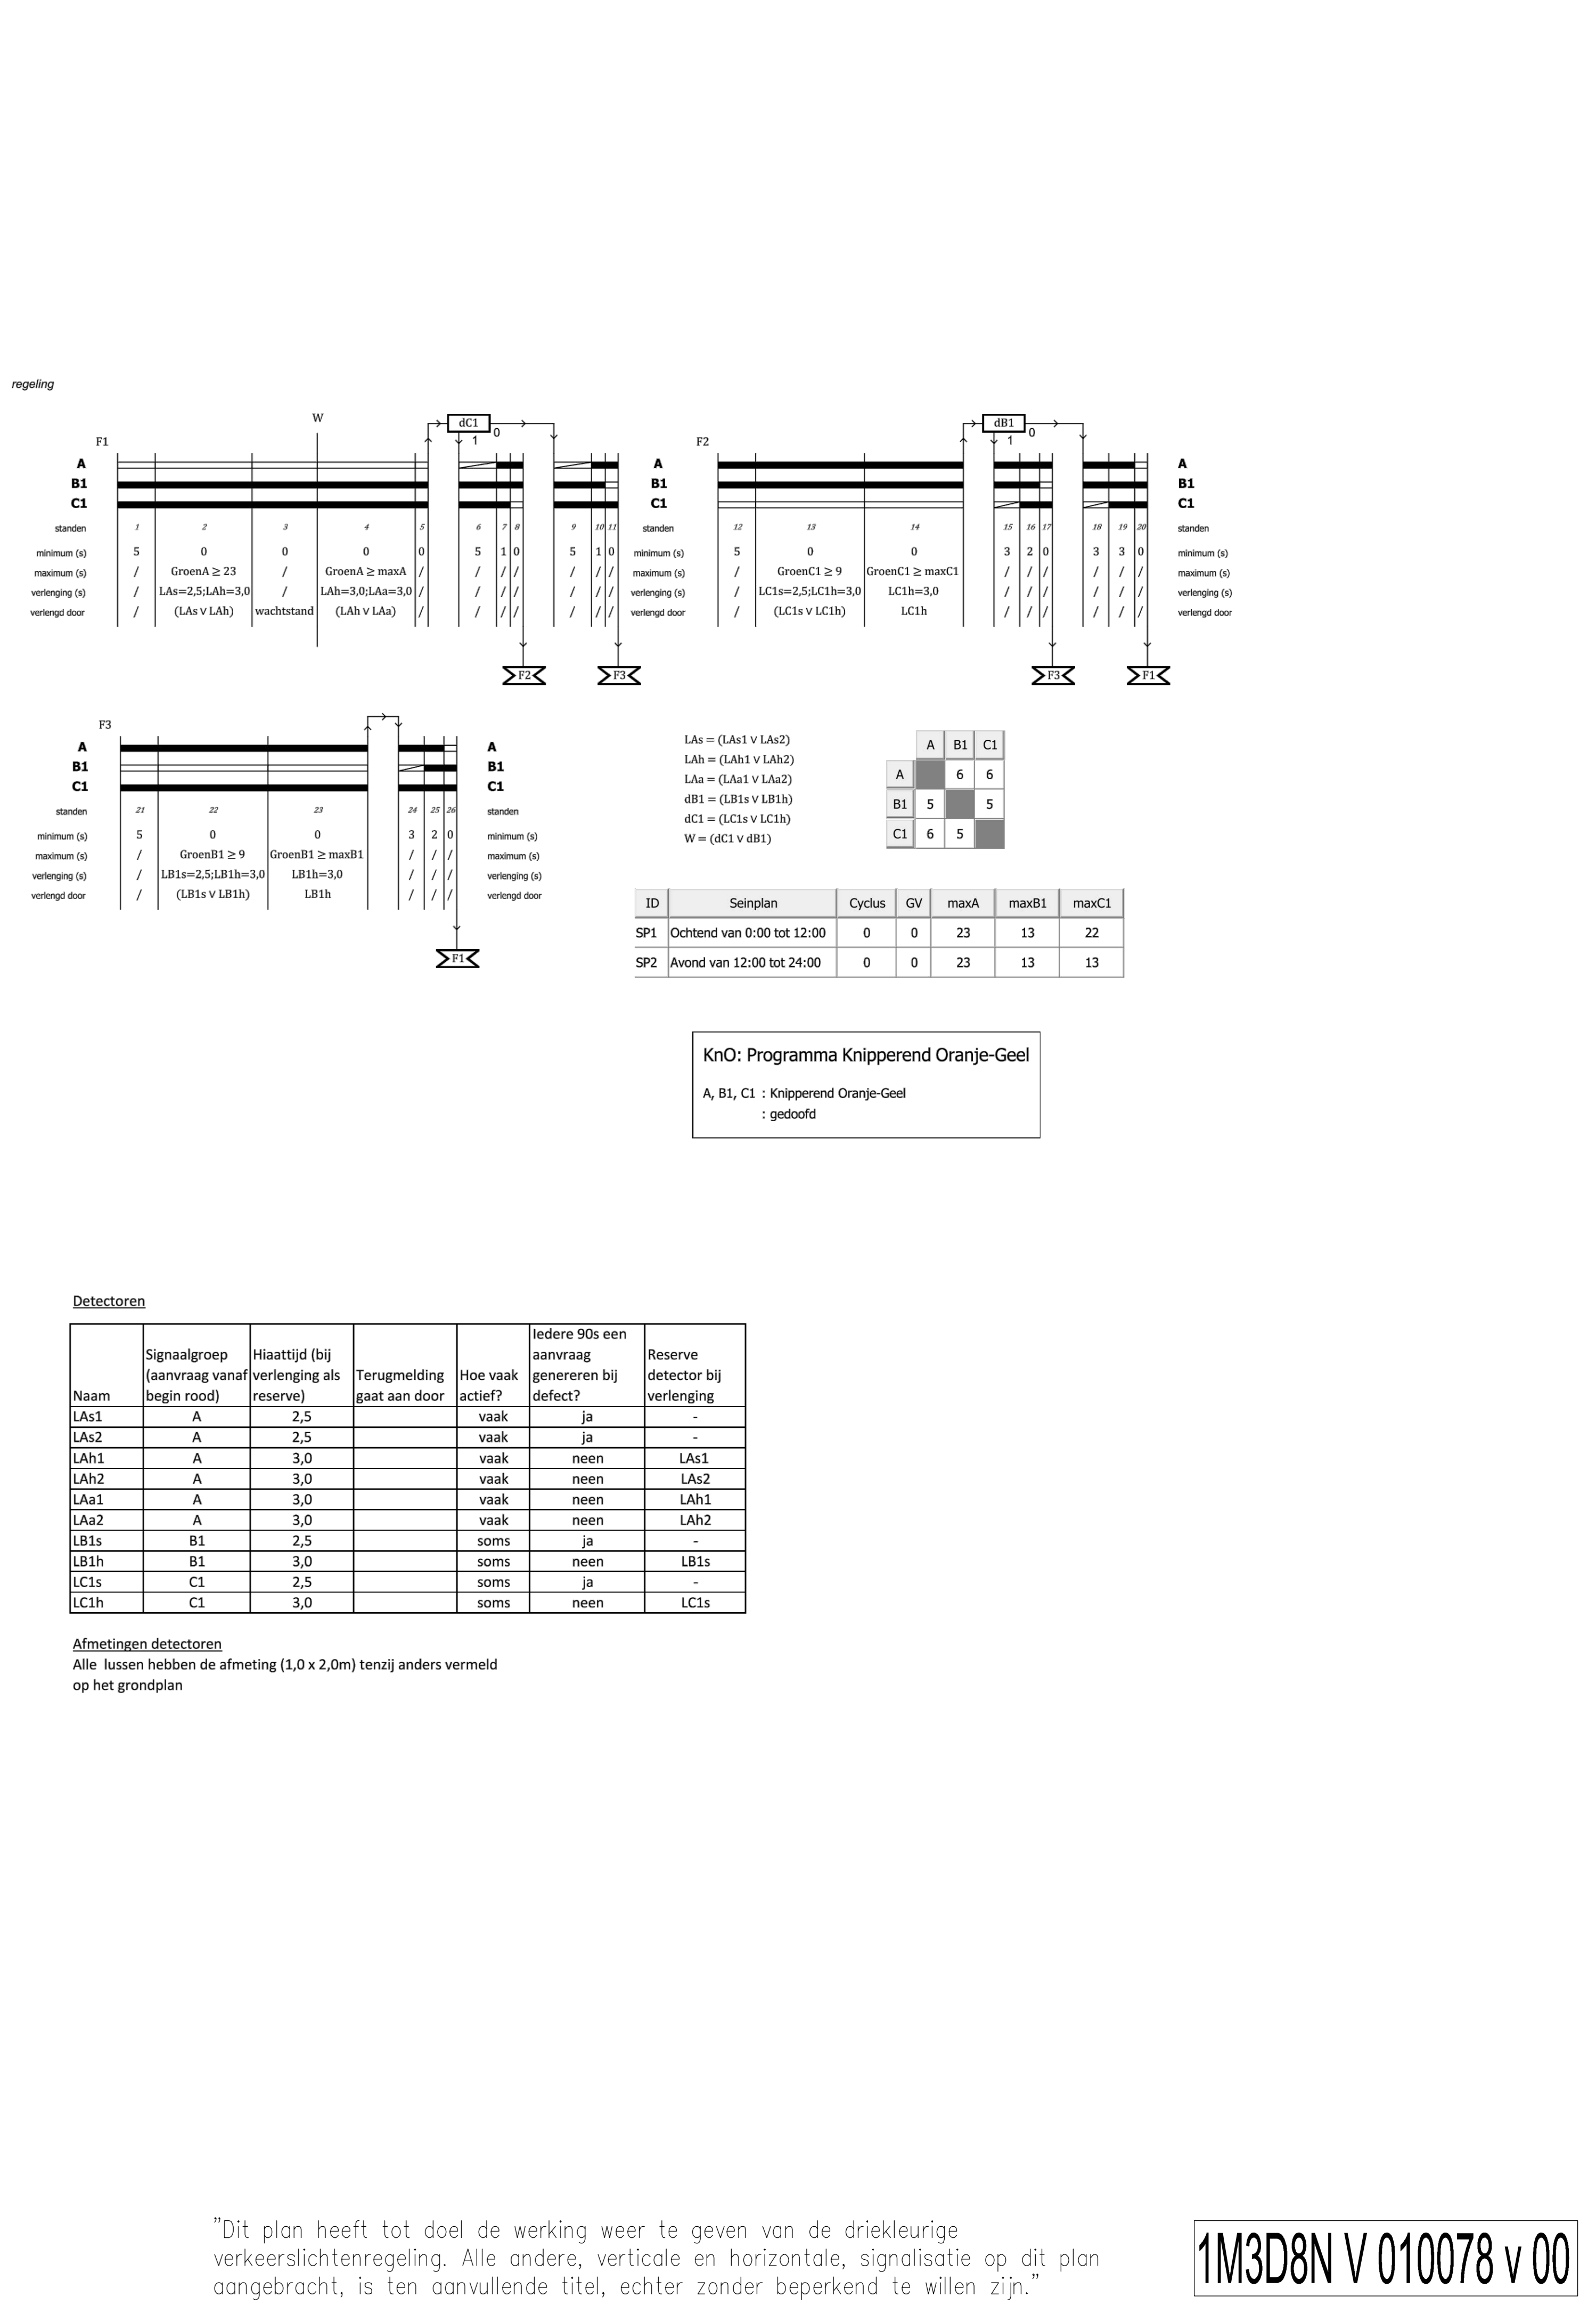 regeling
W
dC1
1 0
F1
A A
B1 B1
C1 C1
standen 1 2 3 4 5 6 7 8 9 10 11 standen
minimum (s) 5 0 0 0 0 5 1 0 5 1 0 minimum (s)
maximum (s) / GroenA ≥ 23 / GroenA ≥ maxA / / / / / / / maximum (s)
verlenging (s) / LAs=2,5;LAh=3,0 / LAh=3,0;LAa=3,0 / / / / / / / verlenging (s)
verlengd door / (LAs ∨ LAh) wachtstand (LAh ∨ LAa) / / / / / / / verlengd door
F2 F3
dB1
1 0
F2
A
B1
C1
12 13 14 15 16 17 18 19 20 standen
5 0 0 3 2 0 3 3 0 minimum (s)
/ GroenC1 ≥ 9 GroenC1 ≥ maxC1 / / / / / / maximum (s)
/ LC1s=2,5;LC1h=3,0 LC1h=3,0 / / / / / / verlenging (s)
/ (LC1s ∨ LC1h) LC1h / / / / / / verlengd door
F3 F1
F3
A A
B1 B1
C1 C1
standen 21 22 23 24 25 26 standen
minimum (s) 5 0 0 3 2 0 minimum (s)
maximum (s) / GroenB1 ≥ 9 GroenB1 ≥ maxB1 / / / maximum (s)
verlenging (s) / LB1s=2,5;LB1h=3,0 LB1h=3,0 / / / verlenging (s)
verlengd door / (LB1s ∨ LB1h) LB1h / / / verlengd door
F1
LAs = (LAs1 ∨ LAs2)
LAh = (LAh1 ∨ LAh2)
LAa = (LAa1 ∨ LAa2)
dB1 = (LB1s ∨ LB1h)
dC1 = (LC1s ∨ LC1h)
W = (dC1 ∨ dB1)
A B1 C1
A 6 6
B1 5 5
C1 6 5
ID Seinplan Cyclus GV maxA maxB1 maxC1
SP1 Ochtend van 0:00 tot 12:00 0 0 23 13 22
SP2 Avond van 12:00 tot 24:00 0 0 23 13 13
KnO: Programma Knipperend Oranje-Geel
A, B1, C1 : Knipperend Oranje-Geel
: gedoofd
Detectoren
Naam
Signaalgroep
(aanvraag vanaf
begin rood)
Hiaattijd (bij
verlenging als
reserve)
Terugmelding
gaat aan door
Hoe vaak
actief?
Iedere 90s een
aanvraag
genereren bij
defect?
Reserve
detector bij
verlenging
LAs1 A 2,5 vaak ja -
LAs2 A 2,5 vaak ja -
LAh1 A 3,0 vaak neen LAs1
LAh2 A 3,0 vaak neen LAs2
LAa1 A 3,0 vaak neen LAh1
LAa2 A 3,0 vaak neen LAh2
LB1s B1 2,5 soms ja -
LB1h B1 3,0 soms neen LB1s
LC1s C1 2,5 soms ja -
LC1h C1 3,0 soms neen LC1s
Afmetingen detectoren
Alle lussen hebben de afmeting (1,0 x 2,0m) tenzij anders vermeld
op het grondplan
"Dit plan heeft tot doel de werking weer te geven van de driekleurige
verkeerslichtenregeling. Alle andere, verticale en horizontale, signalisatie op dit plan
aangebracht, is ten aanvullende titel, echter zonder beperkend te willen zijn."
1M3D8N V 010078 v 00